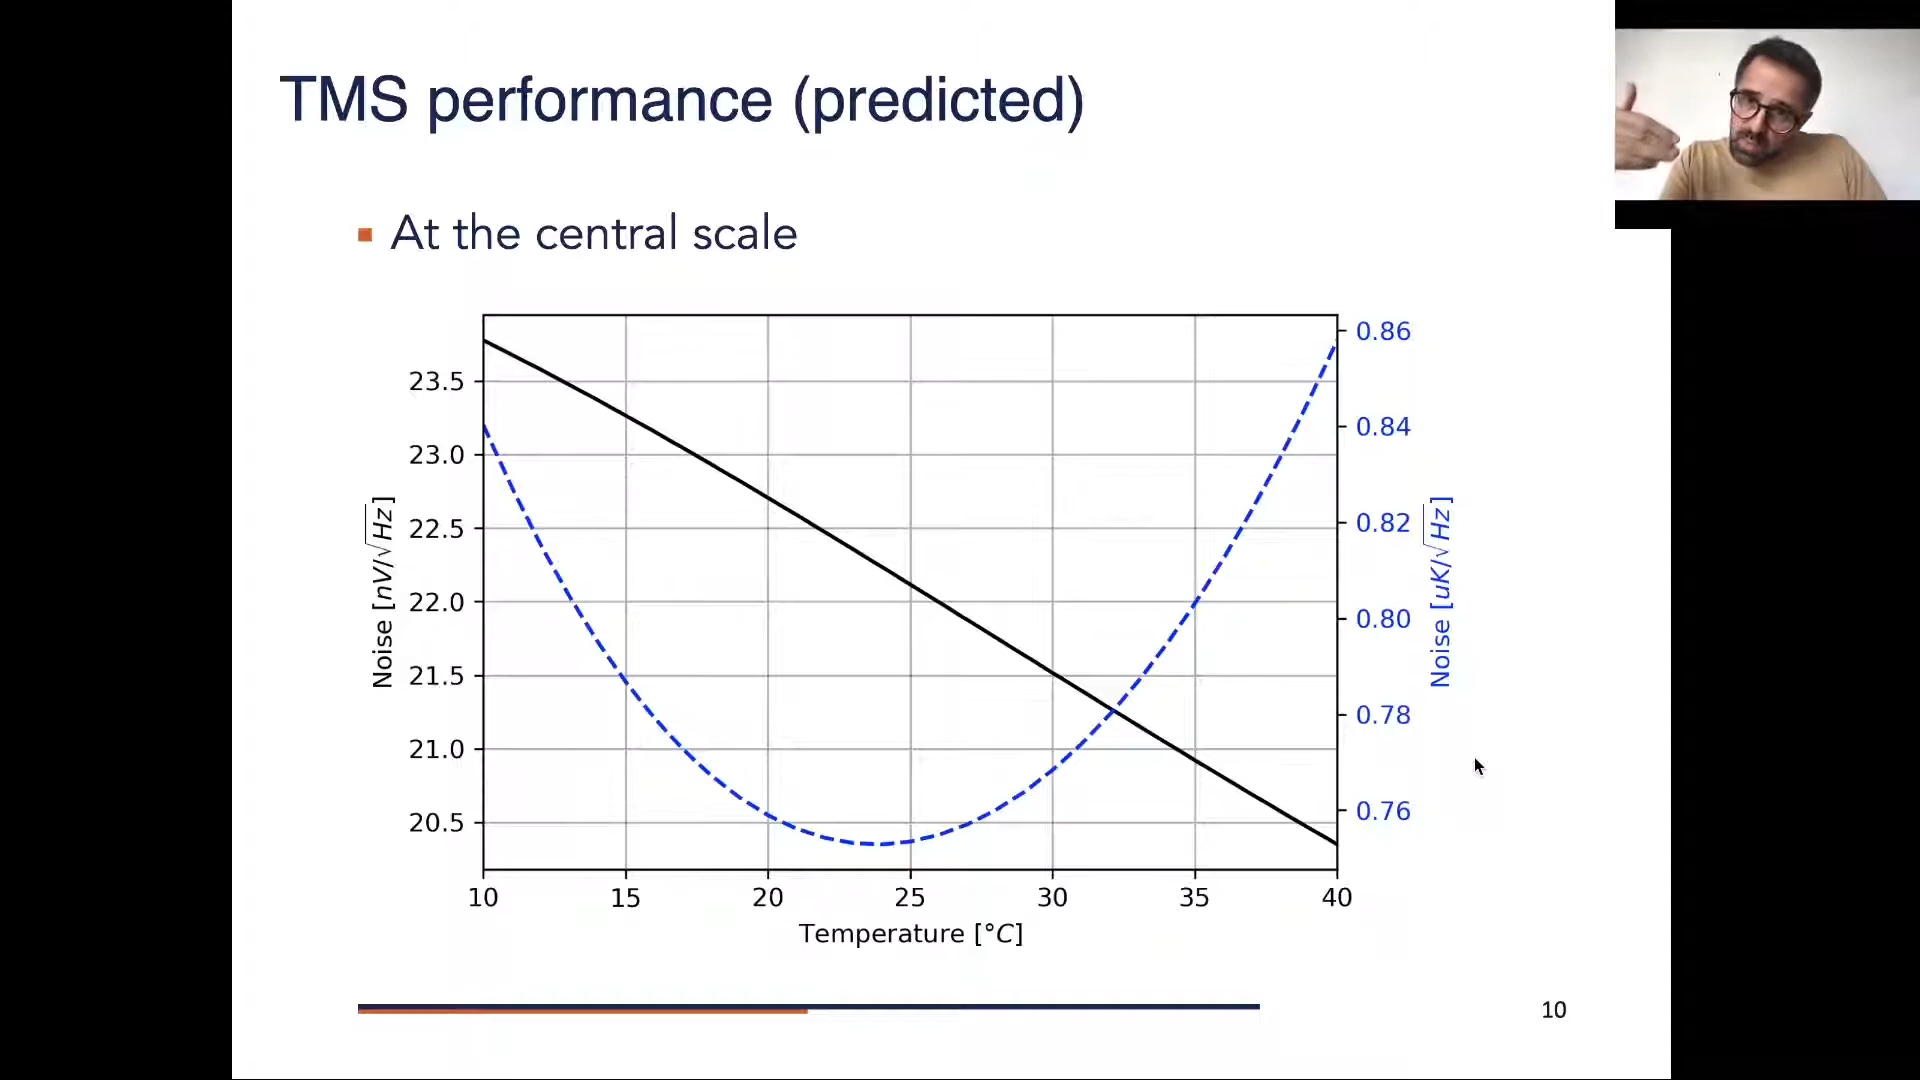 TMS performance (predicted)
At the central scale
Noise [nV/√Hz]
23.5
23.0
22.5
22.0
21.5
21.0
20.5
0.86
0.84
0.82
0.80
0.78
0.76
Noise [uK/√Hz]
10 15 20 25 30 35 40
Temperature [°C]
10